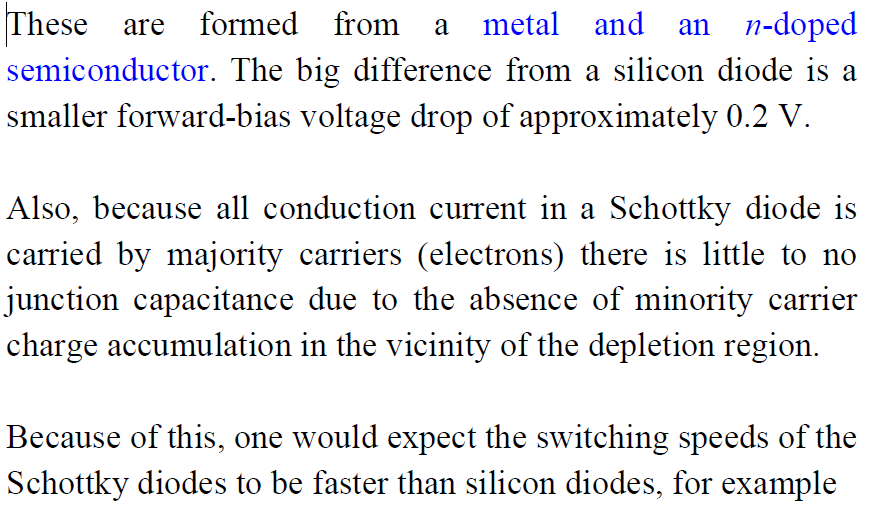 These are formed from a metal and an n-doped
semiconductor. The big difference from a silicon diode is a
smaller forward-bias voltage drop of approximately 0.2 V.
Also, because all conduction current in a Schottky diode is
carried by majority carriers (electrons) there is little to no
junction capacitance due to the absence of minority carrier
charge accumulation in the vicinity of the depletion region.
Because of this, one would expect the switching speeds of the
Schottky diodes to be faster than silicon diodes, for example